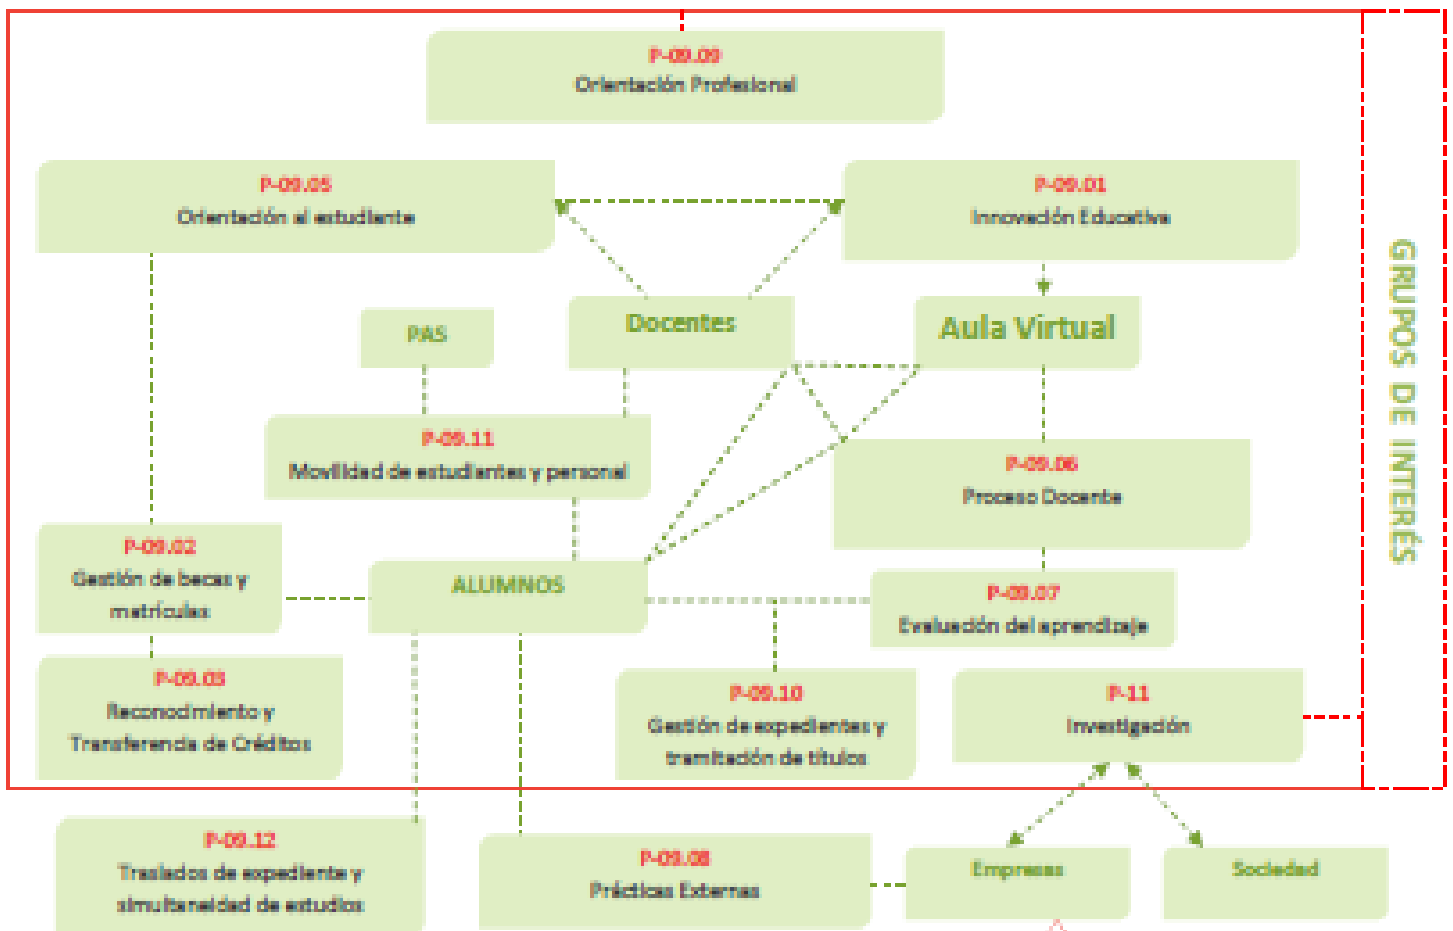 P-09.09
Orientación Profesional
P-09.05
Orientación al estudiante
P-09.01
Innovación Educativa
PAS
Docentes
Aula Virtual
P-09.11
Movilidad de estudiantes y personal
P-09.06
Proceso Docente
P-09.02
Gestión de becas y
matrículas
ALUMNOS
P-09.07
Evaluación del aprendizaje
P-09.03
Reconocimiento y
Transferencia de Créditos
P-09.10
Gestión de expedientes y
tramitación de títulos
P-11
Investigación
P-09.12
Traslados de expediente y
simultaneidad de estudios
P-09.08
Prácticas Externas
Empresas
Sociedad
GRUPOS DE INTERÉS